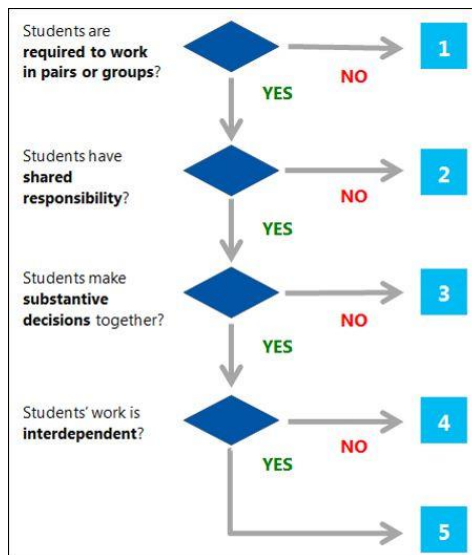 Students are
required to work
in pairs or groups?
1
YES
NO
Students have
shared
responsibility?
2
YES
NO
Students make
substantive
decisions together?
3
YES
NO
Students' work is
interdependent?
4
YES
NO
5